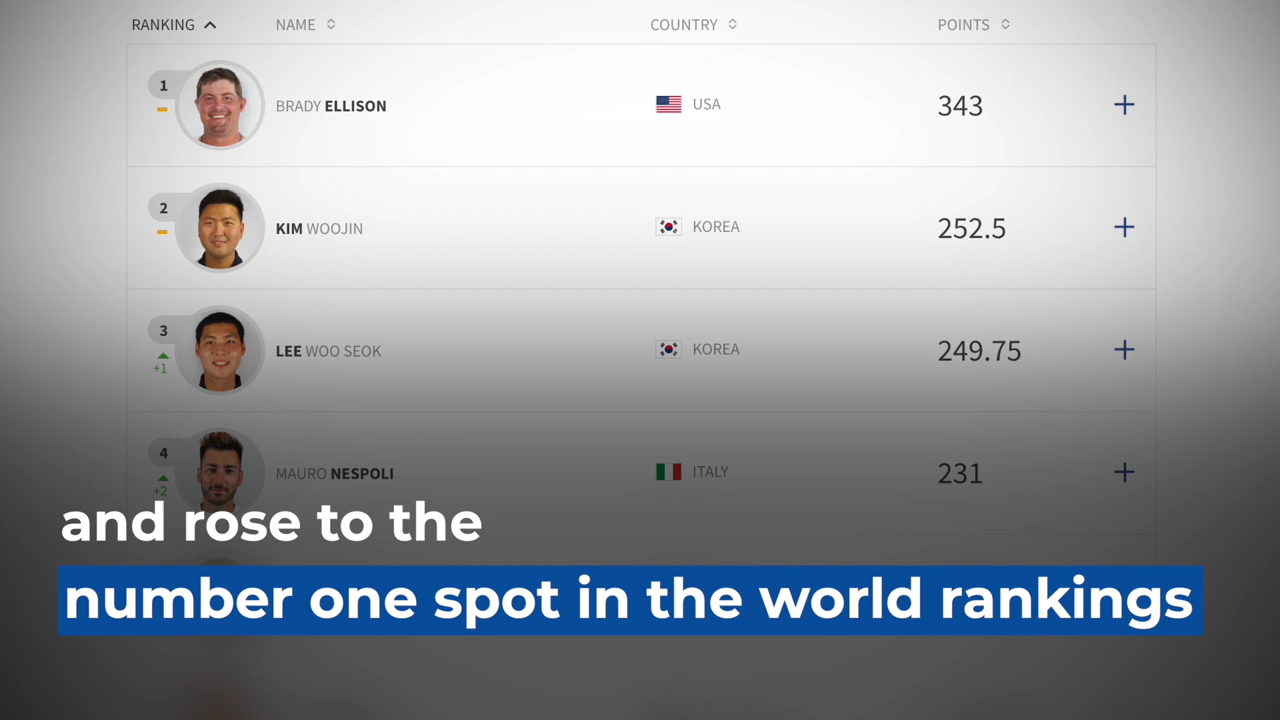 RANKING NAME COUNTRY POINTS
1 BRADY ELLISON USA 343
2 KIM WOOJIN KOREA 252.5
3 +1 LEE WOO SEOK KOREA 249.75
4 +2 MAURO NESPOLI ITALY 231
and rose to the
number one spot in the world rankings